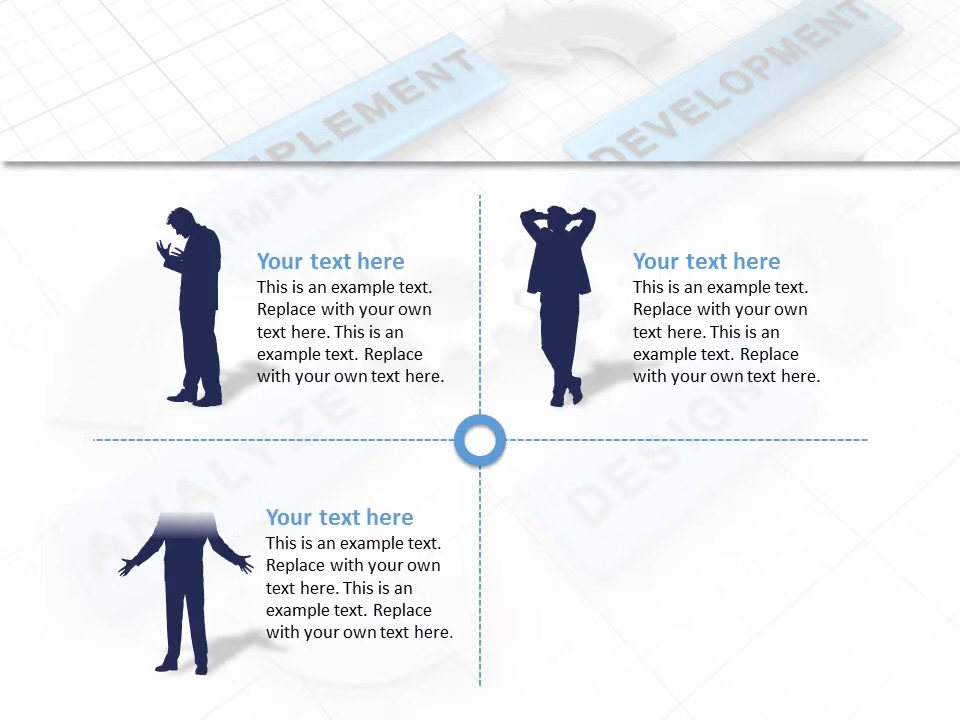 IMPLEMENT
DEVELOPMENT
Your text here
This is an example text.
Replace with your own
text here. This is an
example text. Replace
with your own text here.
Your text here
This is an example text.
Replace with your own
text here. This is an
example text. Replace
with your own text here.
ANALYZE
DESIGN
Your text here
This is an example text.
Replace with your own
text here. This is an
example text. Replace
with your own text here.